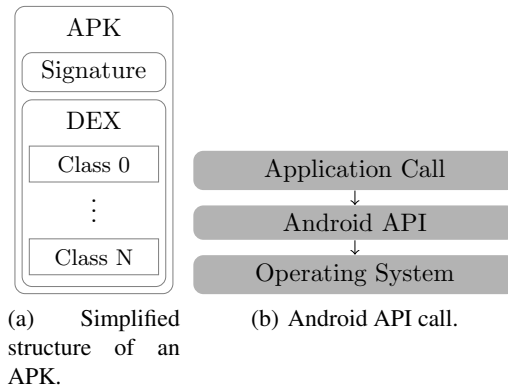 APK
Signature
DEX
Class 0
⋮
Class N
(a) Simplified
structure of an
APK.
Application Call
↓
Android API
↓
Operating System
(b) Android API call.